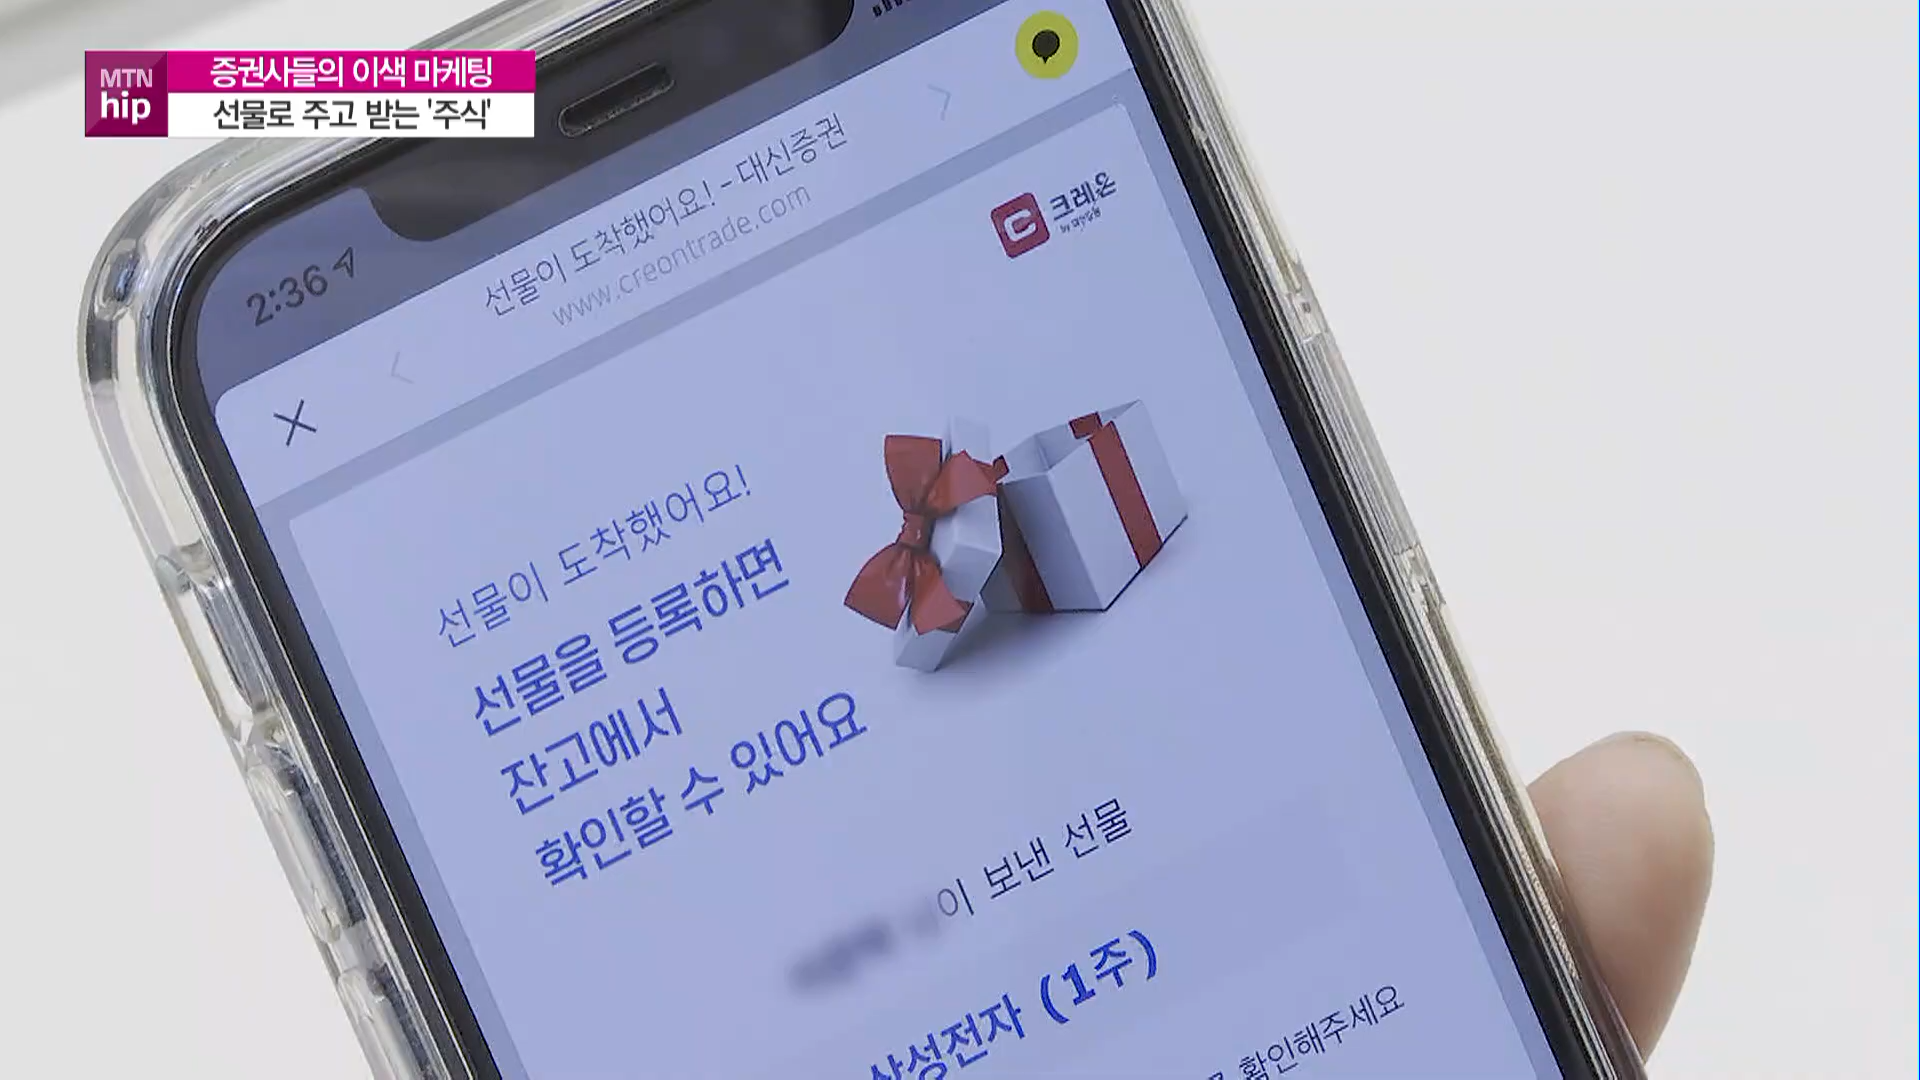 MTN
hip
증권사들의 이색 마케팅
선물로 주고 받는 '주식'
2:36
선물이 도착했어요! - 대신증권
www.creontrade.com
크레온
선물이 도착했어요!
선물을 등록하면
잔고에서
확인할 수 있어요
이 보낸 선물
삼성전자 (1주)
확인해주세요